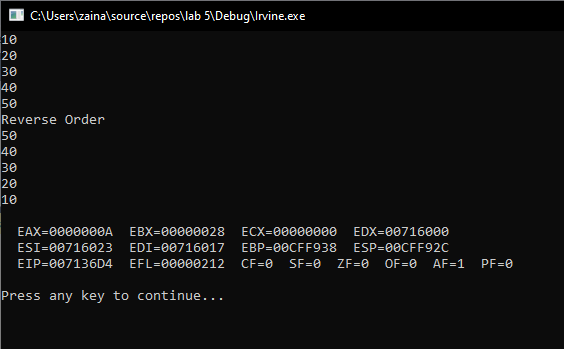 C:\Users\zaina\source\repos\lab 5\Debug\Irvine.exe
10
20
30
40
50
Reverse Order
50
40
30
20
10
EAX=0000000A  EBX=00000028  ECX=00000000  EDX=00716000
ESI=00716023  EDI=00716017  EBP=00CFF938  ESP=00CFF92C
EIP=007136D4  EFL=00000212  CF=0  SF=0  ZF=0  OF=0  AF=1  PF=0
Press any key to continue...